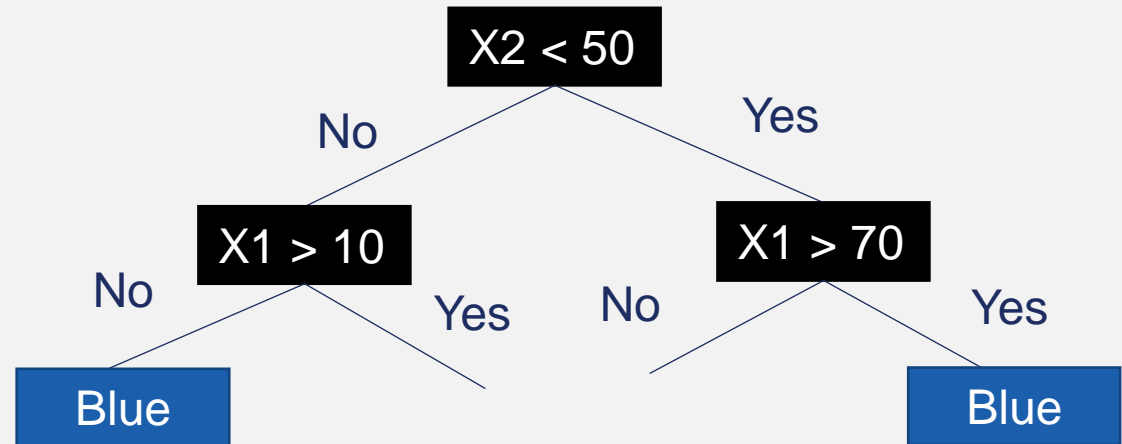 X2 < 50
No
Yes
X1 > 10
X1 > 70
No
Yes
No
Yes
Blue
Blue